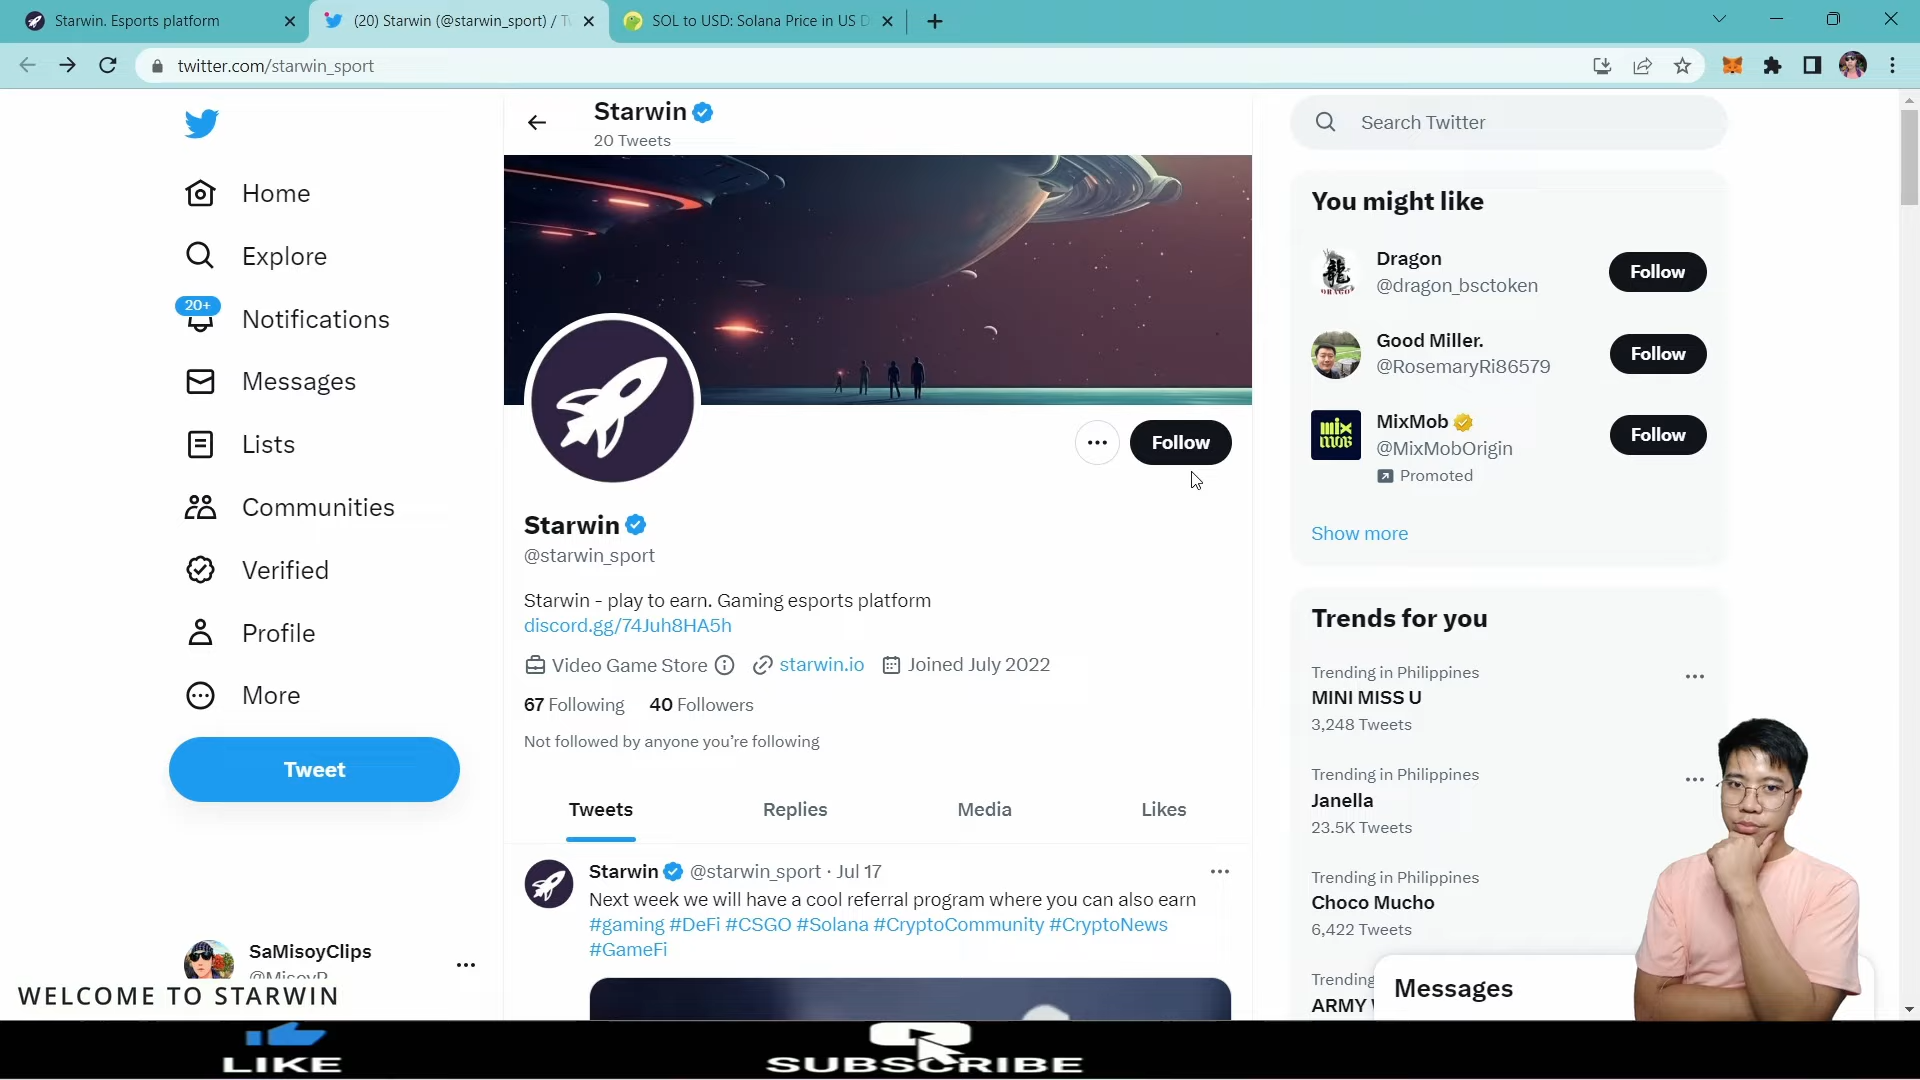 Starwin. Esports platform
(20) Starwin (@starwin_sport) / Tw
SOL to USD: Solana Price in US D
twitter.com/starwin_sport
Home
Explore
20+
Notifications
Messages
Lists
Communities
Verified
Profile
More
Tweet
SaMisoyClips
WELCOME TO STARWIN
Starwin
20 Tweets
Follow
Starwin
@starwin_sport
Starwin - play to earn. Gaming esports platform
discord.gg/74Juh8HA5h
Video Game Store starwin.io Joined July 2022
67 Following 40 Followers
Not followed by anyone you’re following
Tweets Replies Media Likes
Starwin @starwin_sport · Jul 17
Next week we will have a cool referral program where you can also earn
#gaming #DeFi #CSGO #Solana #CryptoCommunity #CryptoNews
#GameFi
Search Twitter
You might like
龍
DRAGO
Dragon
@dragon_bsctoken
Follow
Good Miller.
@RosemaryRi86579
Follow
mix
mob
MixMob
@MixMobOrigin
Promoted
Follow
Show more
Trends for you
Trending in Philippines
MINI MISS U
3,248 Tweets
Trending in Philippines
Janella
23.5K Tweets
Trending in Philippines
Choco Mucho
6,422 Tweets
Trending
ARMY
Messages
LIKE
SUBSCRIBE